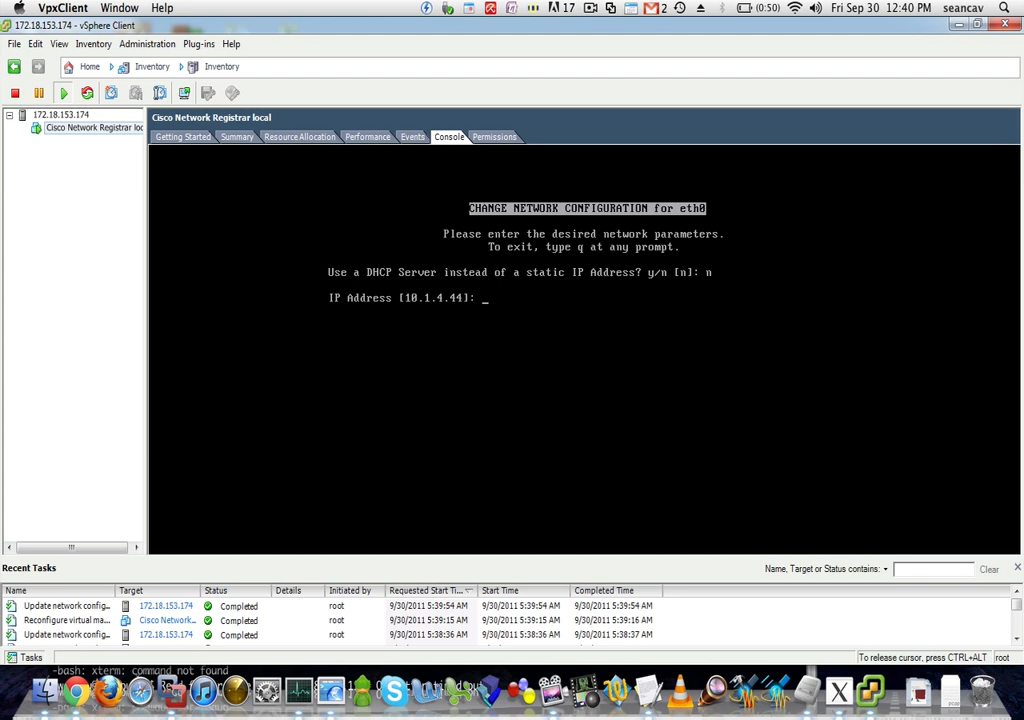 VpxClient Window Help
17 2 (0:50) Fri Sep 30 12:40 PM seancav
172.18.153.174 - vSphere Client
File Edit View Inventory Administration Plug-ins Help
Home Inventory Inventory
172.18.153.174
Cisco Network Registrar loc
Cisco Network Registrar local
Getting Started Summary Resource Allocation Performance Events Console Permissions
CHANGE NETWORK CONFIGURATION for eth0
Please enter the desired network parameters.
To exit, type q at any prompt.
Use a DHCP Server instead of a static IP Address? y/n [n]: n
IP Address [10.1.4.44]: _
Recent Tasks
Name, Target or Status contains: Clear
Name Target Status Details Initiated by Requested Start Ti... Start Time Completed Time
Update network config... 172.18.153.174 Completed root 9/30/2011 5:39:54 AM 9/30/2011 5:39:54 AM 9/30/2011 5:39:54 AM
Reconfigure virtual ma... Cisco Network... Completed root 9/30/2011 5:39:15 AM 9/30/2011 5:39:15 AM 9/30/2011 5:39:16 AM
Update network config... 172.18.153.174 Completed root 9/30/2011 5:38:36 AM 9/30/2011 5:38:36 AM 9/30/2011 5:38:37 AM
Tasks To release cursor, press CTRL+ALT root
-bash: xterm: command not found